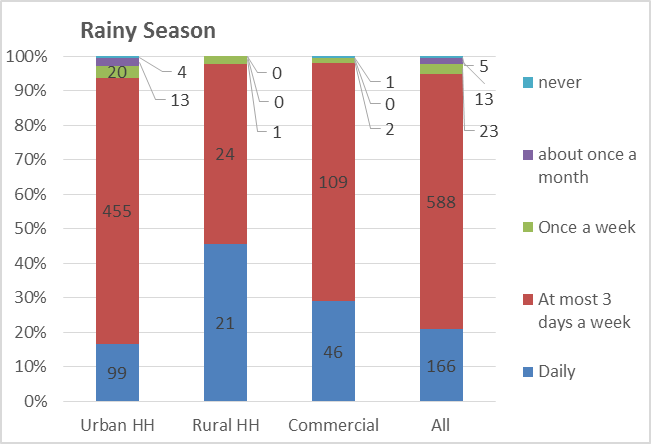 Rainy Season
100%
90%
80%
70%
60%
50%
40%
30%
20%
10%
0%
20
4
13
455
99
0
0
1
24
21
1
0
2
109
46
5
13
23
588
166
Urban HH
Rural HH
Commercial
All
never
about once a
month
Once a week
At most 3
days a week
Daily